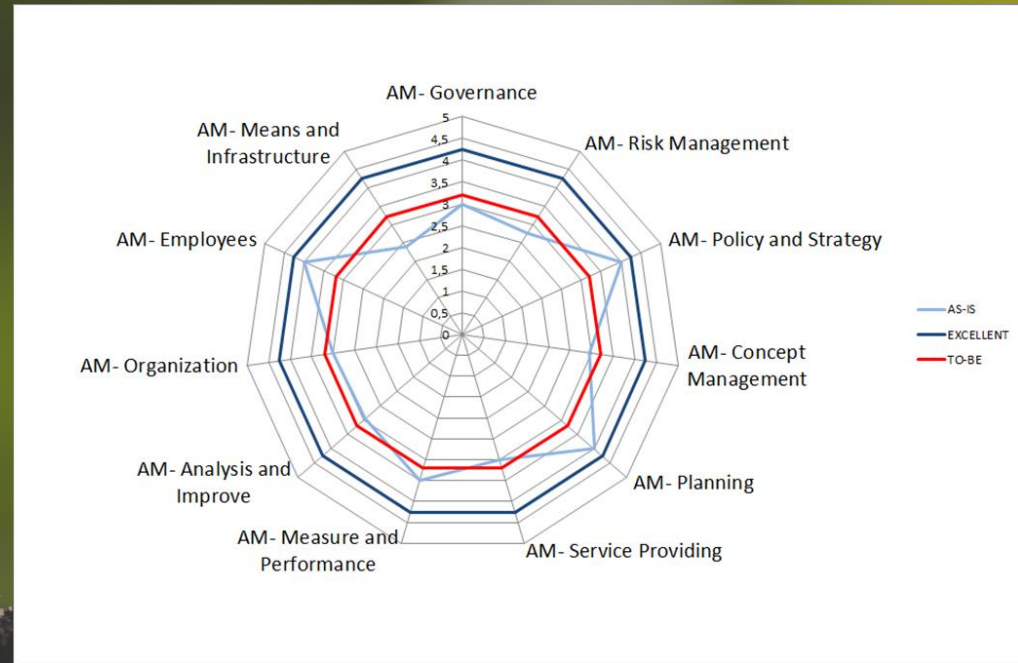 AM- Governance
AM- Means and
Infrastructure
AM- Risk Management
AM- Employees
AM- Policy and Strategy
AM- Organization
AM- Concept
Management
AM- Analysis and
Improve
AM- Planning
AM- Measure and
Performance
AM- Service Providing
5
4,5
4
3,5
3
2,5
2
1,5
1
0,5
0
AS-IS
EXCELLENT
TO-BE